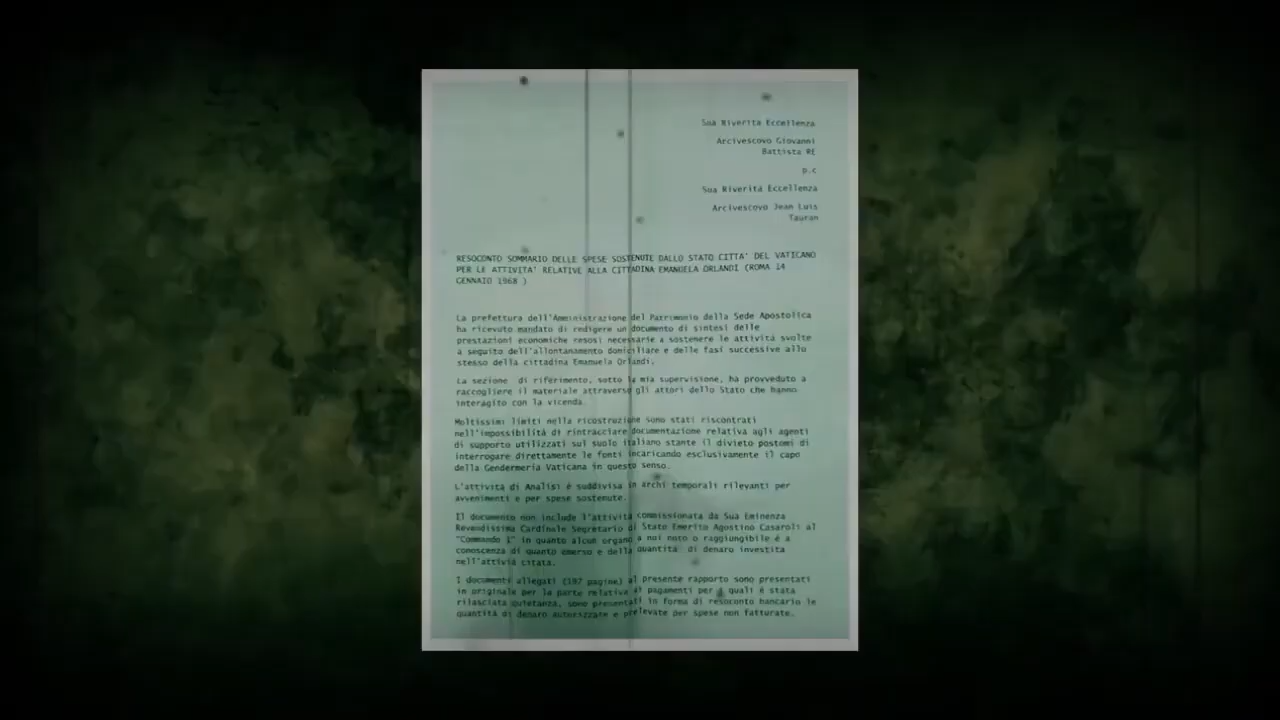 Sua Riverita Eccellenza
Arcivescovo Giovanni
Battista RE
p.c
Sua Riverita Eccellenza
Arcivescovo Jean Luis
Tauran
RESOCONTO SOMMARIO DELLE SPESE SOSTENUTE DALLO STATO CITTA' DEL VATICANO
PER LE ATTIVITA' RELATIVE ALLA CITTADINA EMANUELA ORLANDI (ROMA 14
GENNAIO 1968 )
La prefettura dell'Amministrazione del Patrimonio della Sede Apostolica
ha ricevuto mandato di redigere un documento di sintesi delle
prestazioni economiche resosi necessarie a sostenere le attività svolte
a seguito dell'allontanamento domiciliare e delle fasi successive allo
stesso della cittadina Emanuela Orlandi.
La sezione di riferimento, sotto la mia supervisione, ha provveduto a
raccogliere il materiale attraverso gli attori dello Stato che hanno
interagito con la vicenda.
Moltissimi limiti nella ricostruzione sono stati riscontrati
nell'impossibilità di rintracciare documentazione relativa agli agenti
di supporto utilizzati sul suolo italiano stante il divieto postomi di
interrogare direttamente le fonti incaricando esclusivamente il capo
della Gendermeria Vaticana in questo senso.
L'attività di Analisi è suddivisa in archi temporali rilevanti per
avvenimenti e per spese sostenute.
Il documento non include l'attività commissionata da Sua Eminenza
Revendissima Cardinale Segretario di Stato Emerito Agostino Casaroli al
"Commando 1" in quanto alcun organo a noi noto o raggiungibile è a
conoscenza di quanto emerso e della quantità di denaro investita
nell'attivià citata.
I documenti allegati (197 pagine) al presente rapporto sono presentati
in originale per la parte relativa ai pagamenti per i quali è stata
rilasciata quietanza, sono presentati in forma di resoconto bancario le
quantità di denaro autorizzate e prelevate per spese non fatturate.